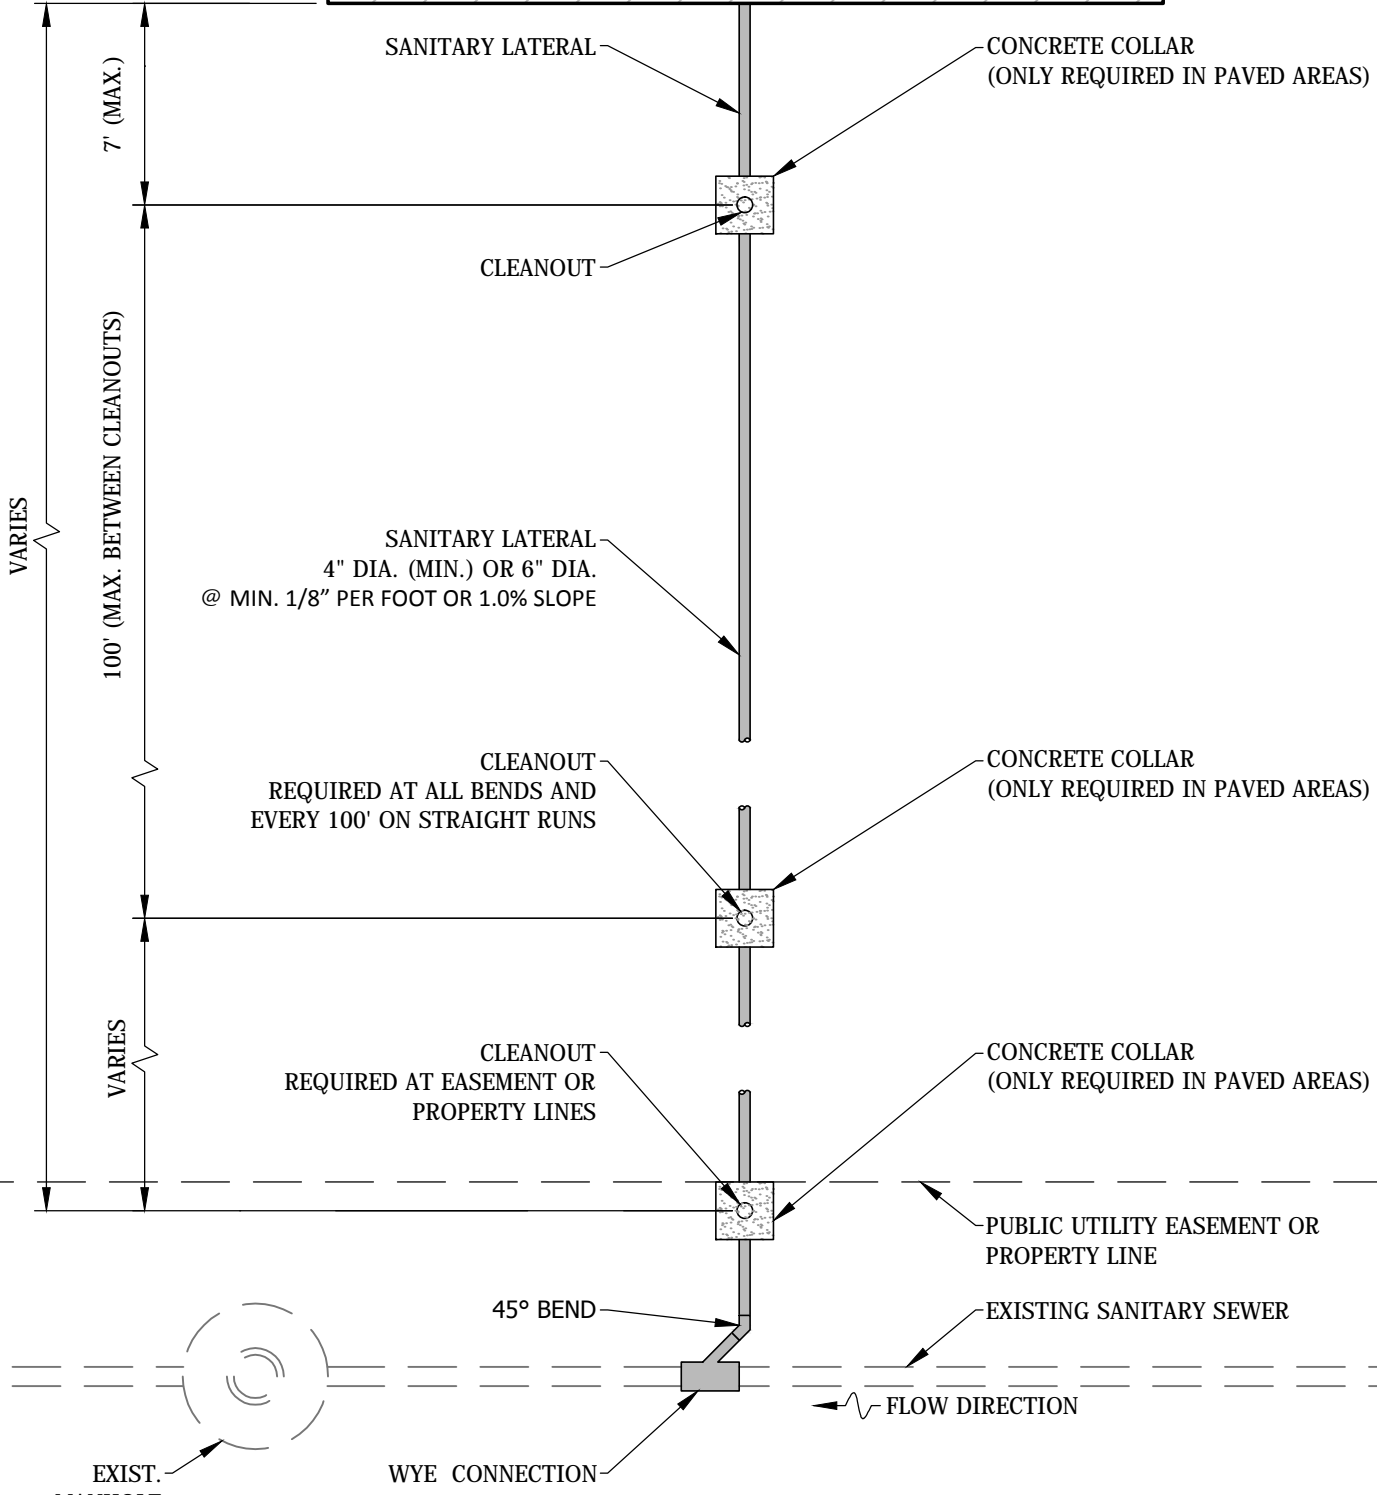 SANITARY LATERAL
CONCRETE COLLAR
(ONLY REQUIRED IN PAVED AREAS)
7' (MAX.)
CLEANOUT
100' (MAX. BETWEEN CLEANOUTS)
VARIES
SANITARY LATERAL
4" DIA. (MIN.) OR 6" DIA.
@ MIN. 1/8” PER FOOT OR 1.0% SLOPE
CLEANOUT
REQUIRED AT ALL BENDS AND
EVERY 100' ON STRAIGHT RUNS
CONCRETE COLLAR
(ONLY REQUIRED IN PAVED AREAS)
VARIES
CLEANOUT
REQUIRED AT EASEMENT OR
PROPERTY LINES
CONCRETE COLLAR
(ONLY REQUIRED IN PAVED AREAS)
PUBLIC UTILITY EASEMENT OR
PROPERTY LINE
45° BEND
EXISTING SANITARY SEWER
FLOW DIRECTION
EXIST.
WYE CONNECTION